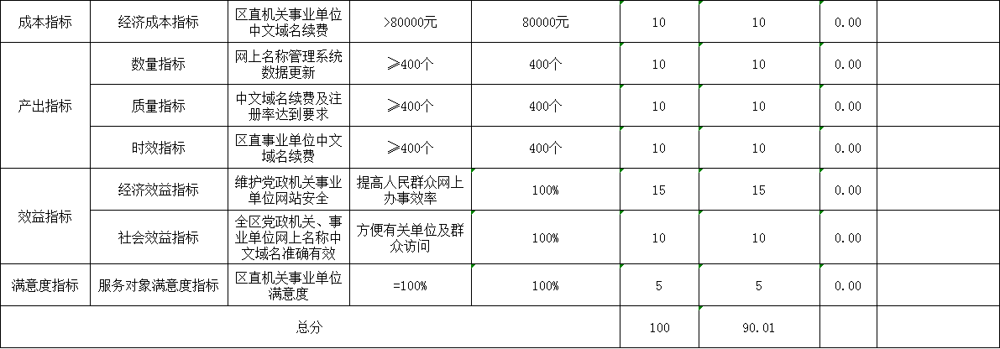 成本指标 经济成本指标 区直机关事业单位中文域名续费 >80000元 80000元 10 10 0.00
产出指标 数量指标 网上名称管理系统数据更新 ≥400个 400个 10 10 0.00
质量指标 中文域名续费及注册率达到要求 ≥400个 400个 10 10 0.00
时效指标 区直事业单位中文域名续费 ≥400个 400个 10 10 0.00
效益指标 经济效益指标 维护党政机关事业单位网站安全 提高人民群众网上办事效率 100% 15 15 0.00
社会效益指标 全区党政机关、事业单位网上名称中文域名准确有效 方便有关单位及群众访问 100% 10 10 0.00
满意度指标 服务对象满意度指标 区直机关事业单位满意度 =100% 100% 5 5 0.00
总分 100 90.01